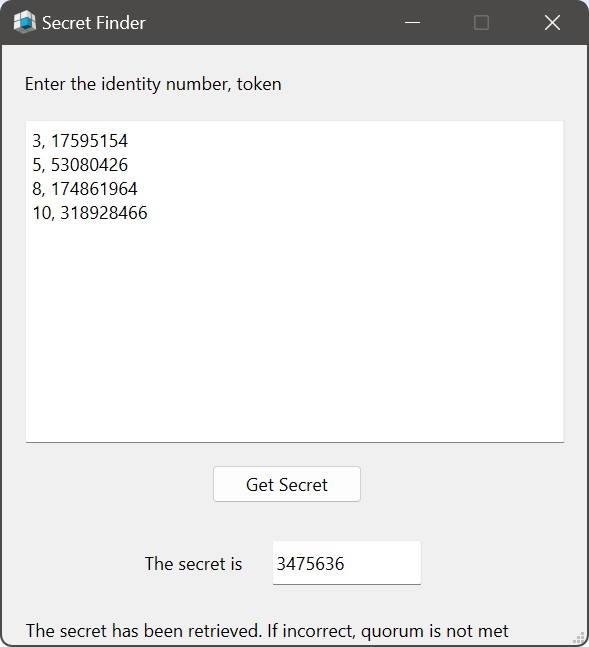 Secret Finder
Enter the identity number, token
3, 17595154
5, 53080426
8, 174861964
10, 318928466
Get Secret
The secret is 3475636
The secret has been retrieved. If incorrect, quorum is not met